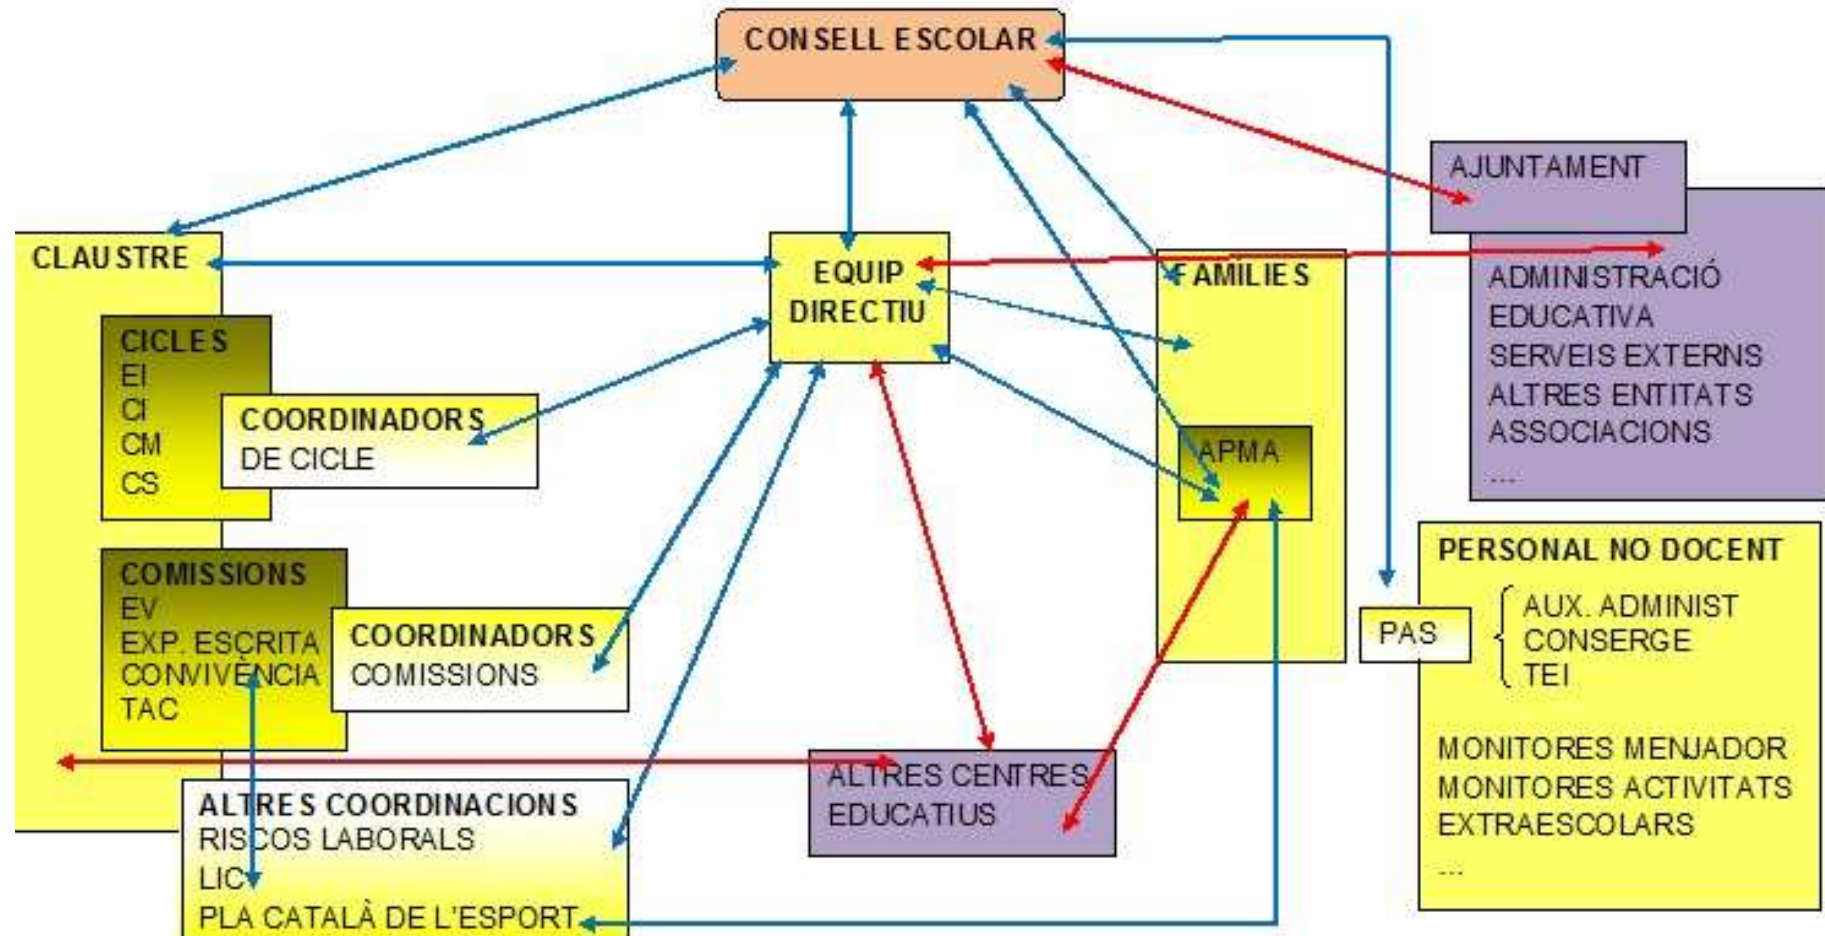 CONSELL ESCOLAR
AJUNTAMENT
CLAUSTRE
EQUIP
DIRECTIU
FAMÍLIES
ADMINISTRACIÓ
EDUCATIVA
SERVEIS EXTERNS
ALTRES ENTITATS
ASSOCIACIONS
...
CICLES
EI
CI
CM
CS
COORDINADORS
DE CICLE
APMA
COMISSIONS
EV
EXP. ESCRITA
CONVIVÈNCIA
TAC
COORDINADORS
COMISSIONS
PERSONAL NO DOCENT
PAS
AUX. ADMINIST
CONSERGE
TEI
MONITORES MENJADOR
MONITORES ACTIVITATS
EXTRAESCOLARS
...
ALTRES CENTRES
EDUCATIUS
ALTRES COORDINACIONS
RISCOS LABORALS
LIC
PLA CATALÀ DE L'ESPORT